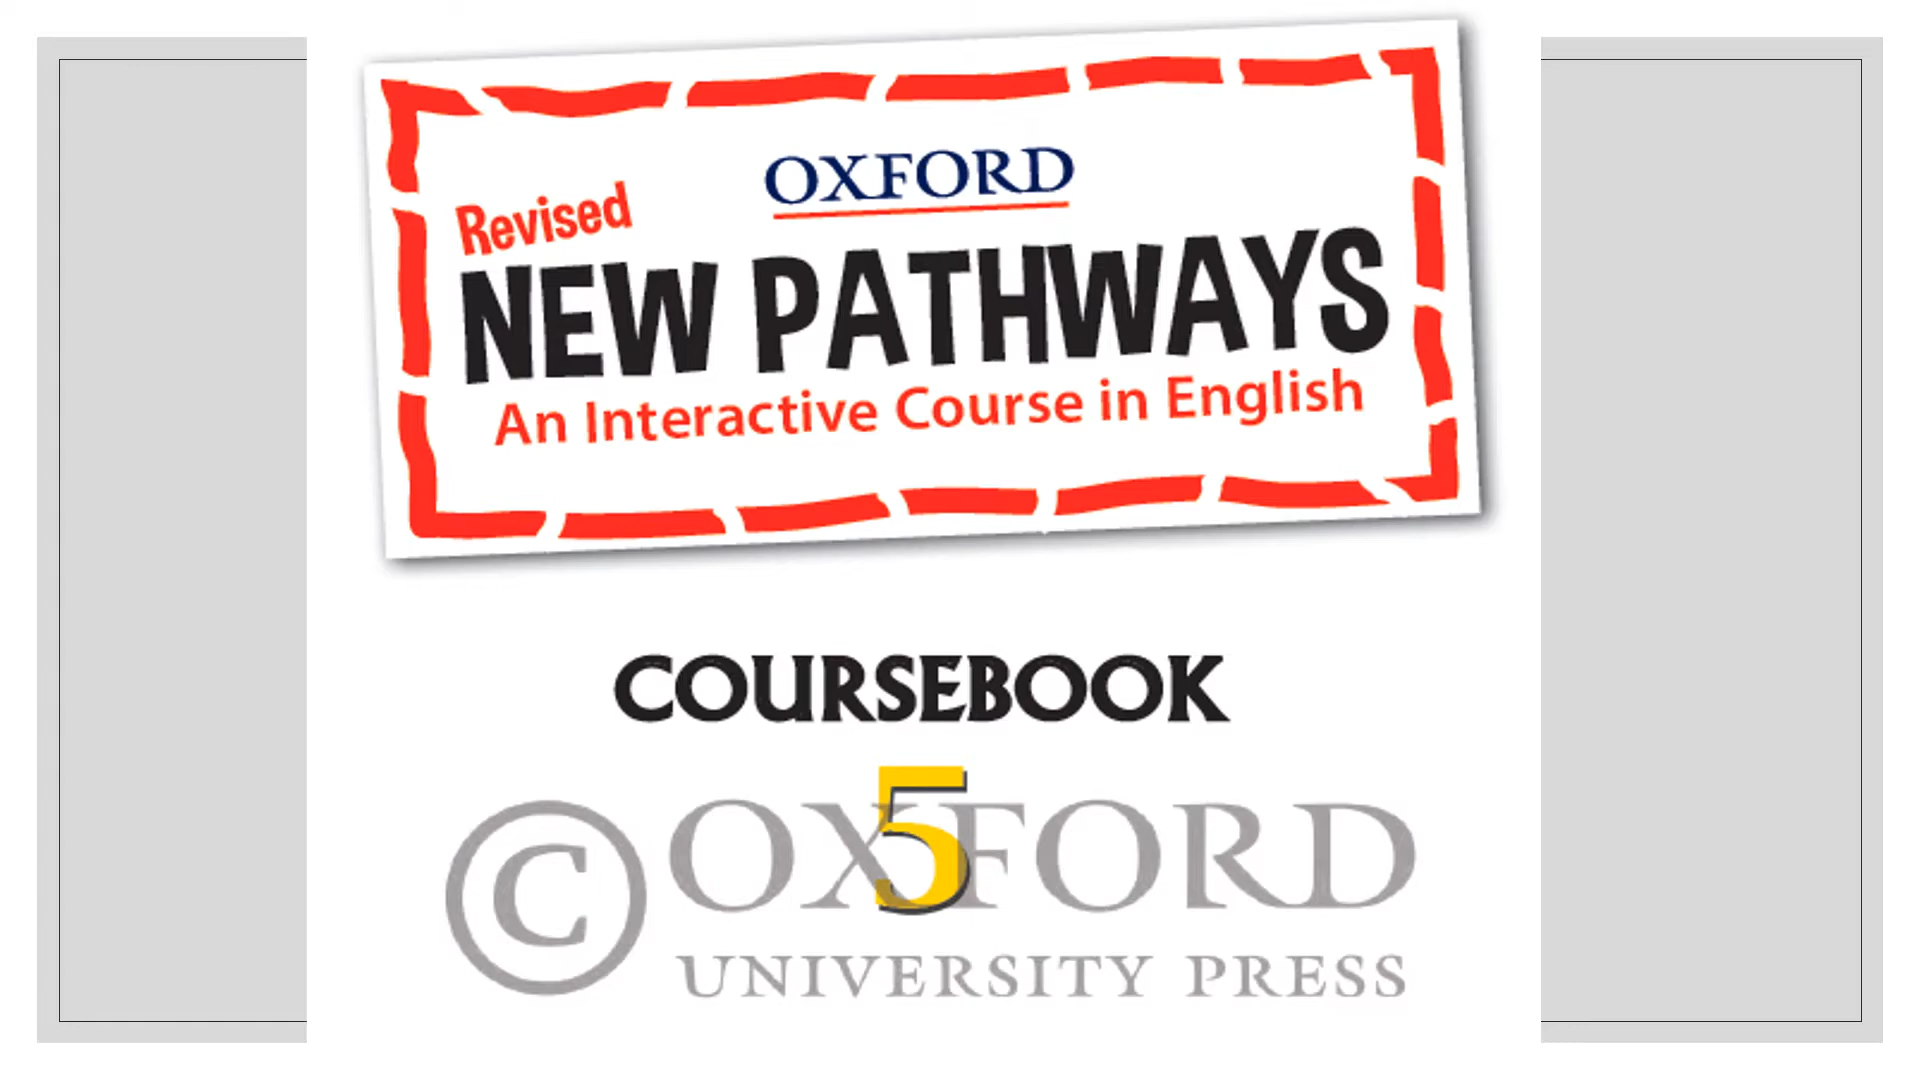 OXFORD
Revised
NEW PATHWAYS
An Interactive Course in English
COURSEBOOK
5
© OXFORD
UNIVERSITY PRESS